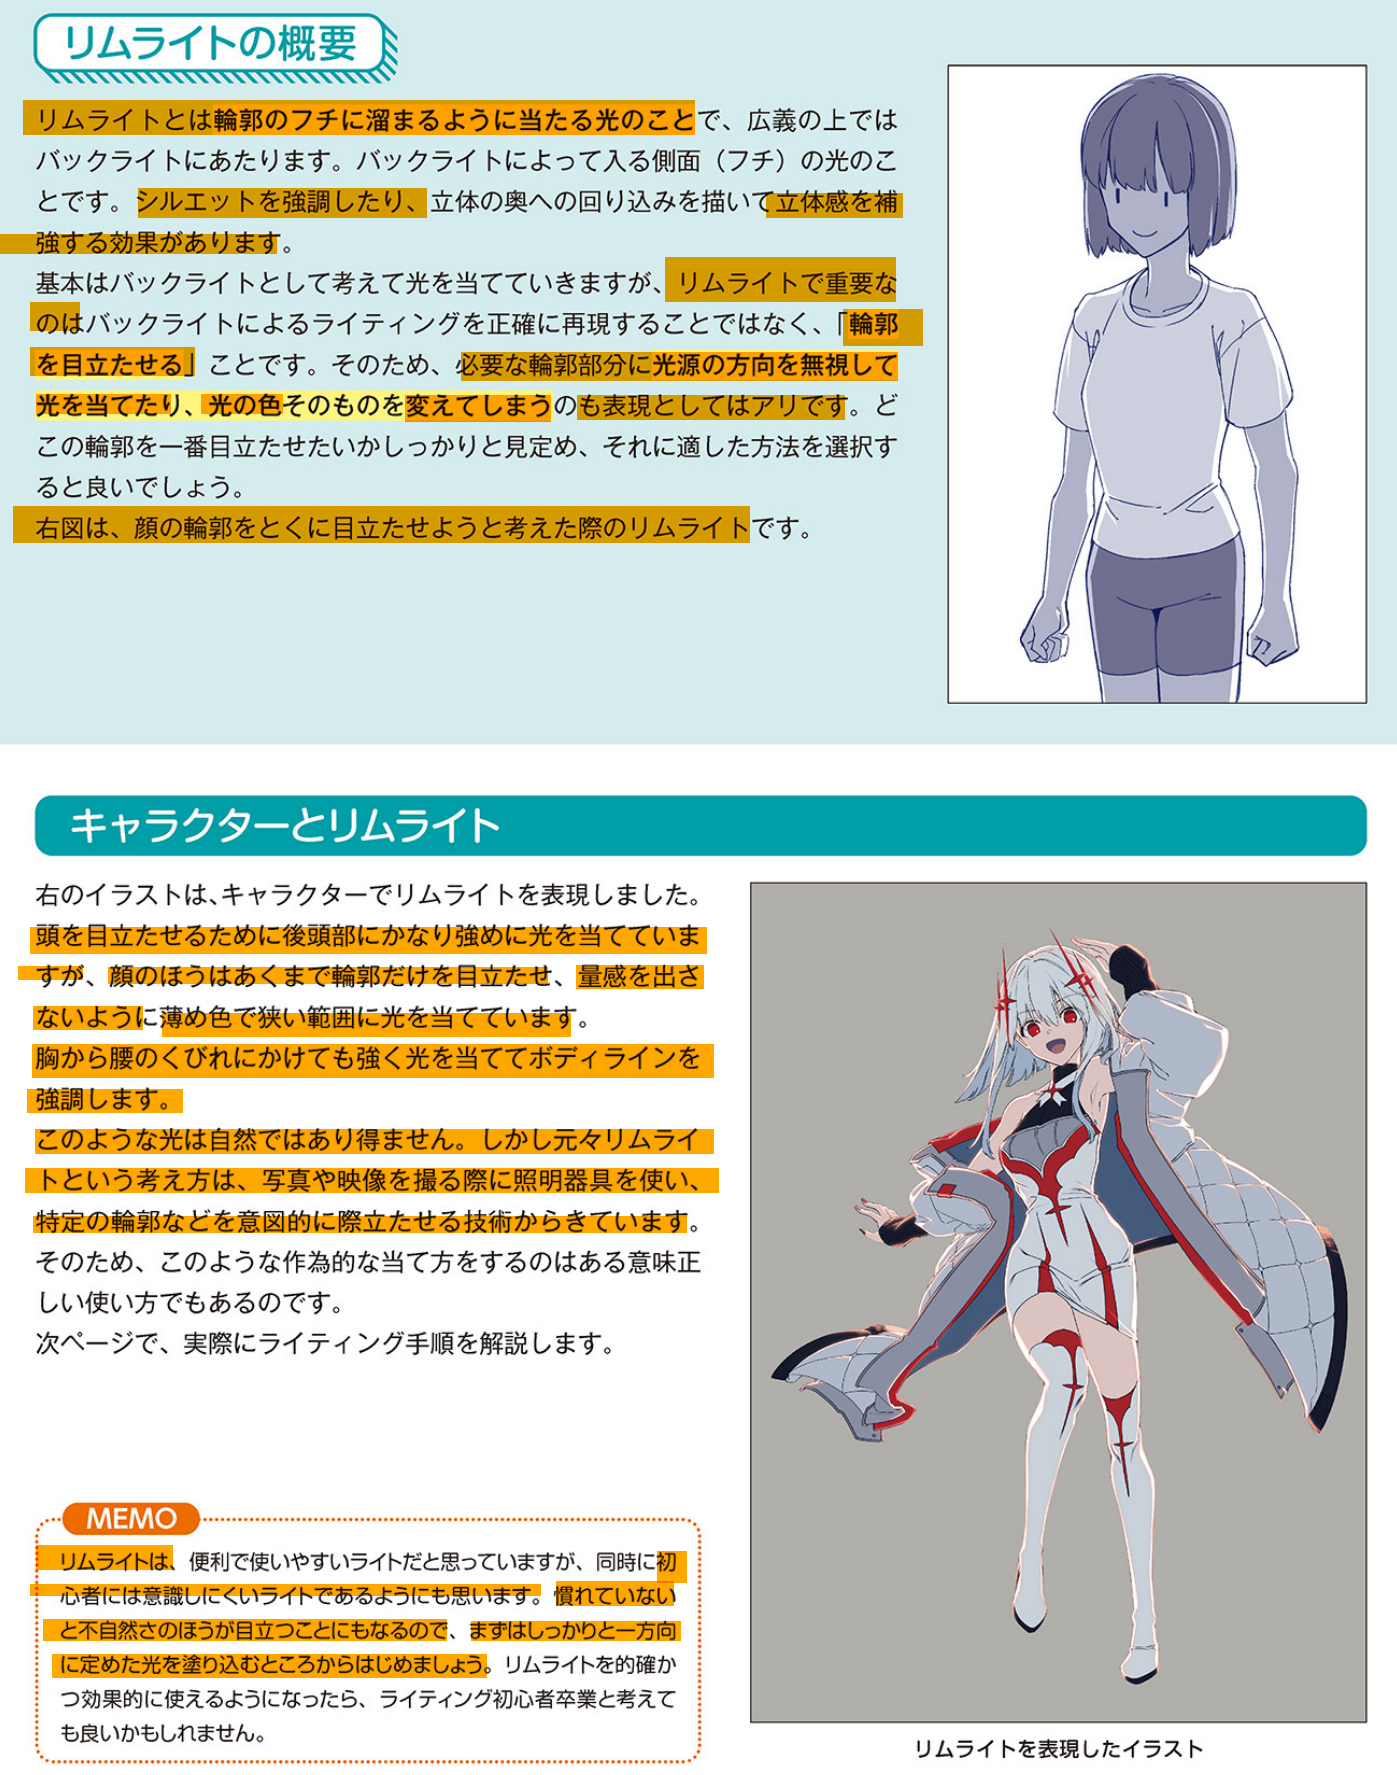 リムライトの概要
リムライトとは輪郭のフチに溜まるように当たる光のことで、広義の上では
バックライトにあたります。バックライトによって入る側面（フチ）の光のこ
とです。シルエットを強調したり、立体の奥への回り込みを描いて立体感を補
強する効果があります。
基本はバックライトとして考えて光を当てていきますが、リムライトで重要な
のはバックライトによるライティングを正確に再現することではなく、「輪郭
を目立たせる」ことです。そのため、必要な輪郭部分に光源の方向を無視して
光を当てたり、光の色そのものを変えてしまうのも表現としてはアリです。ど
この輪郭を一番目立たせたいかしっかりと見定め、それに適した方法を選択す
ると良いでしょう。
右図は、顔の輪郭をとくに目立たせようと考えた際のリムライトです。
キャラクターとリムライト
右のイラストは、キャラクターでリムライトを表現しました。
頭を目立たせるために後頭部にかなり強めに光を当てていま
すが、顔のほうはあくまで輪郭だけを目立たせ、量感を出さ
ないように薄め色で狭い範囲に光を当てています。
胸から腰のくびれにかけても強く光を当ててボディラインを
強調します。
このような光は自然ではあり得ません。しかし元々リムライ
トという考え方は、写真や映像を撮る際に照明器具を使い、
特定の輪郭などを意図的に際立たせる技術からきています。
そのため、このような作為的な当て方をするのはある意味正
しい使い方でもあるのです。
次ページで、実際にライティング手順を解説します。
MEMO
リムライトは、便利で使いやすいライトだと思っていますが、同時に初
心者には意識しにくいライトであるようにも思います。慣れていない
と不自然さのほうが目立つことにもなるので、まずはしっかりと一方向
に定めた光を塗り込むところからはじめましょう。リムライトを的確か
つ効果的に使えるようになったら、ライティング初心者卒業と考えて
も良いかもしれません。
リムライトを表現したイラスト